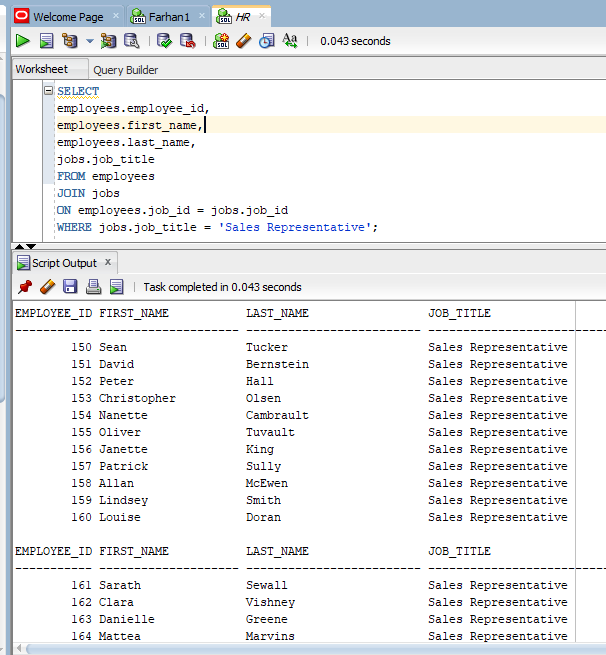 Welcome Page Farhan1 HR
0.043 seconds
Worksheet Query Builder
SELECT
employees.employee_id,
employees.first_name,
employees.last_name,
jobs.job_title
FROM employees
JOIN jobs
ON employees.job_id = jobs.job_id
WHERE jobs.job_title = 'Sales Representative';
Script Output x
Task completed in 0.043 seconds
EMPLOYEE_ID FIRST_NAME LAST_NAME JOB_TITLE
----------- -------------------- ------------------------- -----------------
150 Sean Tucker Sales Representative
151 David Bernstein Sales Representative
152 Peter Hall Sales Representative
153 Christopher Olsen Sales Representative
154 Nanette Cambrault Sales Representative
155 Oliver Tuvault Sales Representative
156 Janette King Sales Representative
157 Patrick Sully Sales Representative
158 Allan McEwen Sales Representative
159 Lindsey Smith Sales Representative
160 Louise Doran Sales Representative
EMPLOYEE_ID FIRST_NAME LAST_NAME JOB_TITLE
----------- -------------------- ------------------------- -----------------
161 Sarath Sewall Sales Representative
162 Clara Vishney Sales Representative
163 Danielle Greene Sales Representative
164 Mattea Marvins Sales Representative